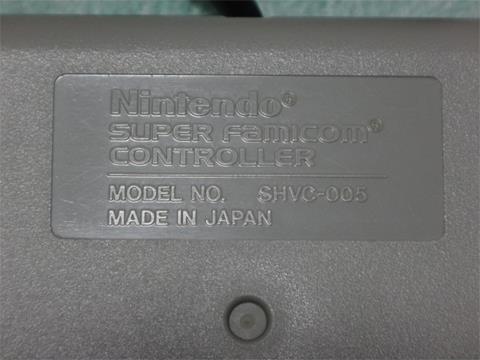 Nintendo®
SUPER FAMICOM®
CONTROLLER
MODEL NO. SHVC-005
MADE IN JAPAN